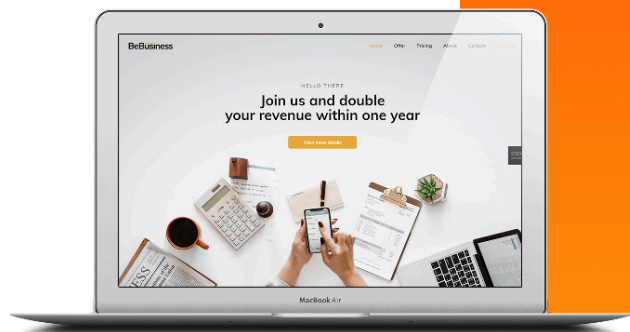 BeBusiness
Home Offer Pricing About Contact
HELLO THERE
Join us and double
your revenue within one year
View more details
ESS
MacBook Air